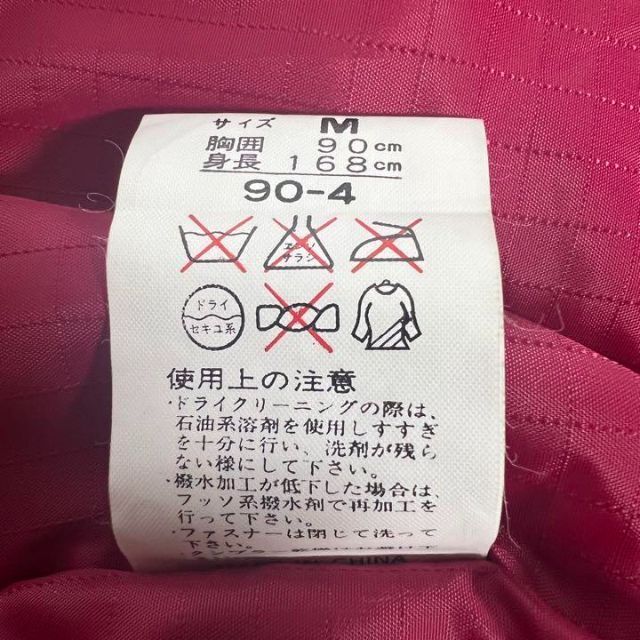 サイズ M
胸囲 90cm
身長 168cm
90-4
エンソ
サラシ
ドライ
セキユ系
使用上の注意
・ドライクリーニングの際は、
石油系溶剤を使用しすすぎ
を十分に行い、洗剤が残ら
ない様にして下さい。
・撥水加工が低下した場合は、
フッソ系撥水剤で再加工を
行って下さい。
・ファスナーは閉じて洗って
下さい。
CHINA